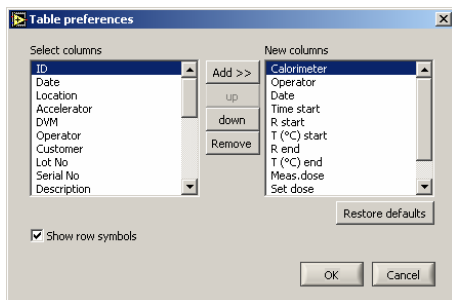 Table preferences
Select columns
ID
Date
Location
Accelerator
DVM
Operator
Customer
Lot No
Serial No
Description
Add >>
up
down
Remove
New columns
Calorimeter
Operator
Date
Time start
R start
T (°C) start
R end
T (°C) end
Meas.dose
Set dose
Restore defaults
Show row symbols
OK
Cancel